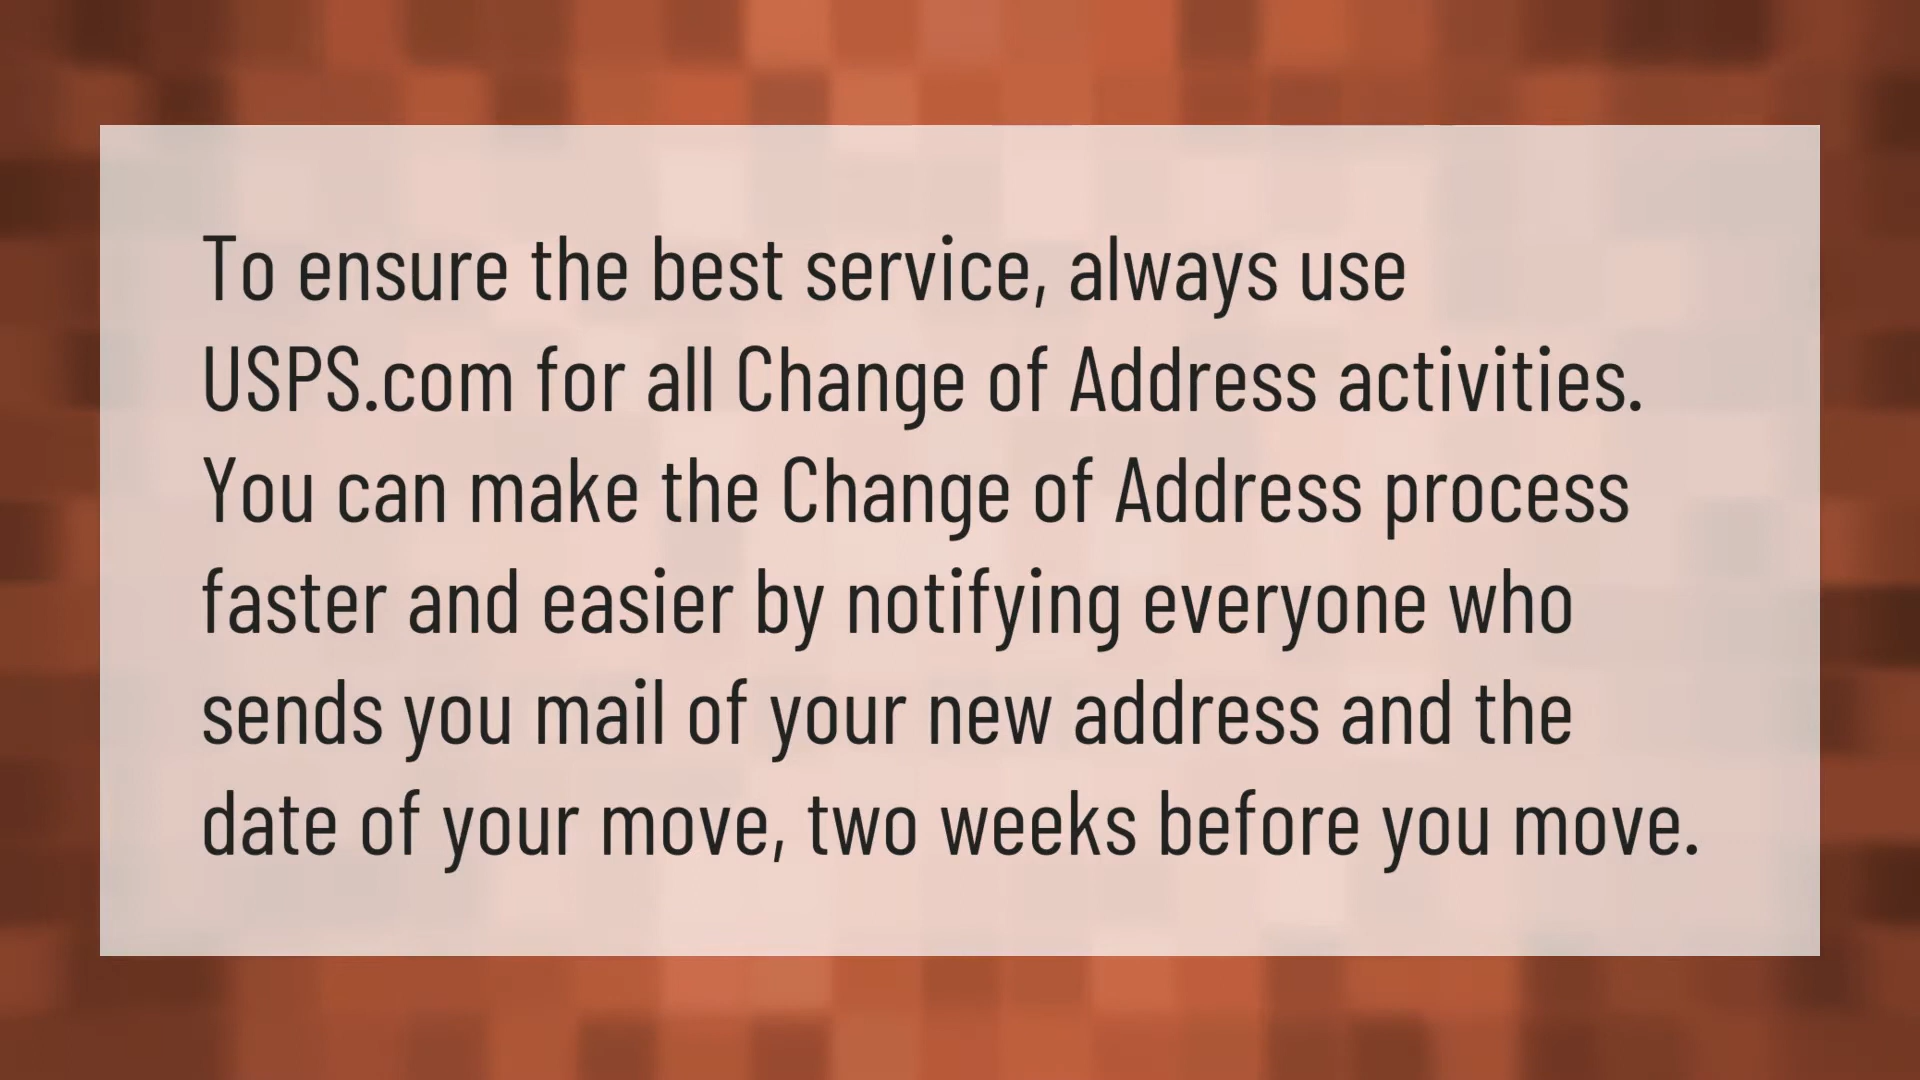 To ensure the best service, always use
USPS.com for all Change of Address activities.
You can make the Change of Address process
faster and easier by notifying everyone who
sends you mail of your new address and the
date of your move, two weeks before you move.